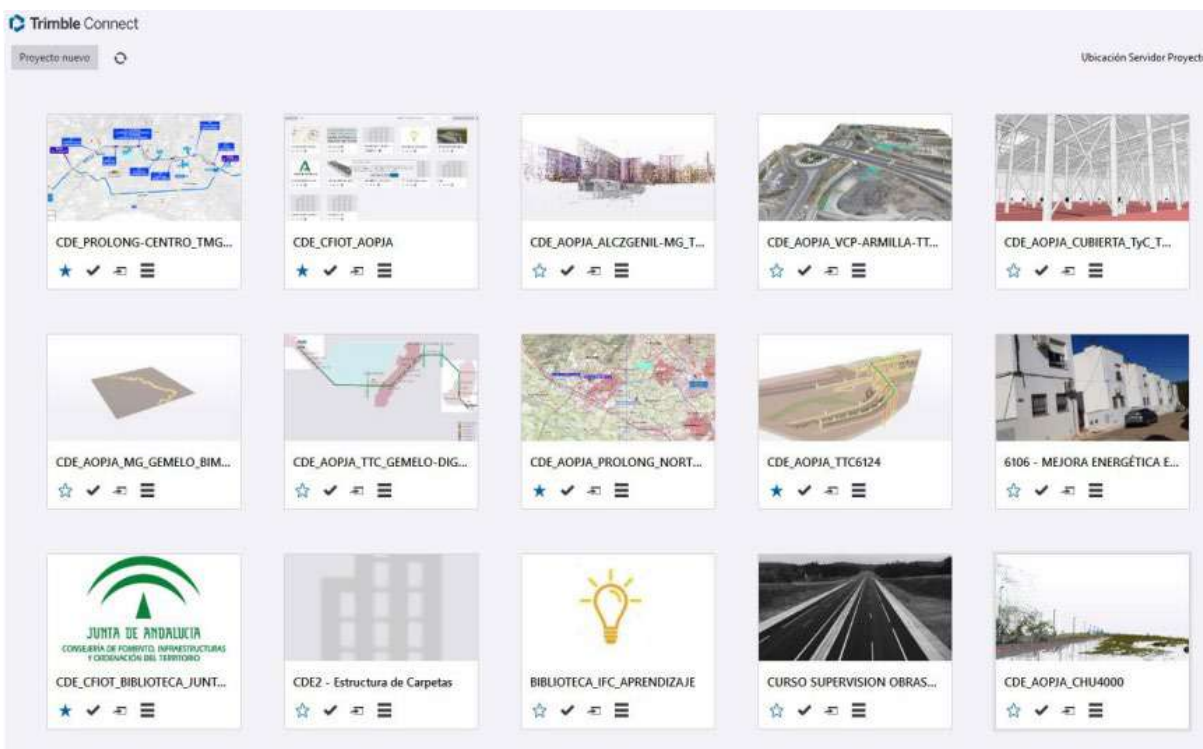 Trimble Connect
Proyecto nuevo
Ubicación Servidor Proyecto
CDE_PROLONG-CENTRO_TMG...
CDE_CFIOT_AOPJA
CDE_AOPJA_ALCZGENIL-MG_T...
CDE_AOPJA_VCP-ARMILLA-TT...
CDE_AOPJA_CUBIERTA_TyC_T...
CDE_AOPJA_MG_GEMELO_BIM...
CDE_AOPJA_TTC_GEMELO-DIG...
CDE_AOPJA_PROLONG_NORT...
CDE_AOPJA_TTC6124
6106 - MEJORA ENERGÉTICA E...
JUNTA DE ANDALUCIA
CONSEJERÍA DE FOMENTO, INFRAESTRUCTURAS
Y ORDENACIÓN DEL TERRITORIO
CDE_CFIOT_BIBLIOTECA_JUNT...
CDE2 - Estructura de Carpetas
BIBLIOTECA_IFC_APRENDIZAJE
CURSO SUPERVISION OBRAS...
CDE_AOPJA_CHU4000